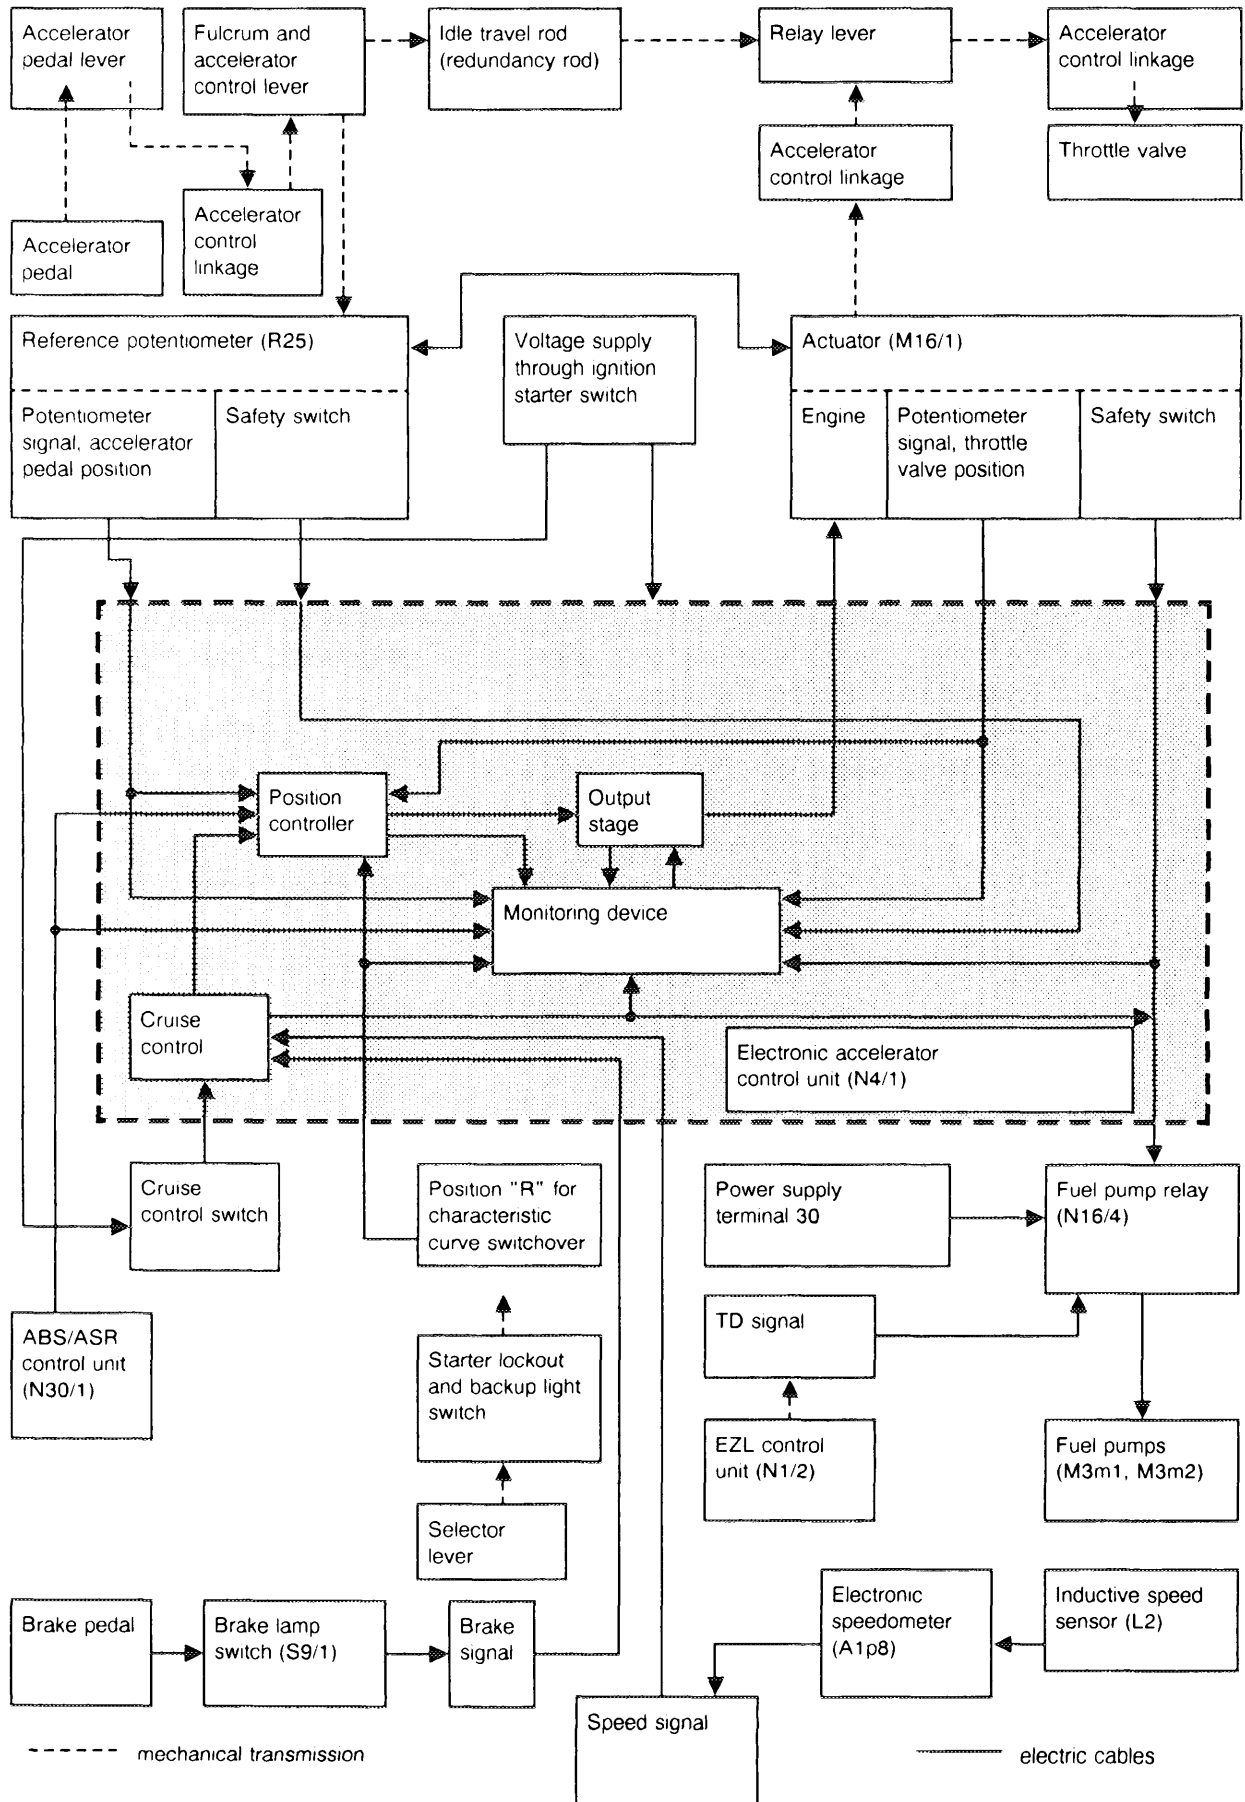 Accelerator
pedal lever
Fulcrum and
accelerator
control lever
Idle travel rod
(redundancy rod)
Relay lever
Accelerator
control linkage
Accelerator
control linkage
Throttle valve
Accelerator
pedal
Accelerator
control
linkage
Reference potentiometer (R25)
Potentiometer
signal, accelerator
pedal position
Safety switch
Voltage supply
through ignition
starter switch
Actuator (M16/1)
Engine
Potentiometer
signal, throttle
valve position
Safety switch
Position
controller
Output
stage
Monitoring device
Cruise
control
Electronic accelerator
control unit (N4/1)
Cruise
control switch
Position "R" for
characteristic
curve switchover
Power supply
terminal 30
Fuel pump relay
(N16/4)
ABS/ASR
control unit
(N30/1)
Starter lockout
and backup light
switch
TD signal
EZL control
unit (N1/2)
Fuel pumps
(M3m1, M3m2)
Selector
lever
Brake pedal
Brake lamp
switch (S9/1)
Brake
signal
Electronic
speedometer
(A1p8)
Inductive speed
sensor (L2)
Speed signal
mechanical transmission
electric cables